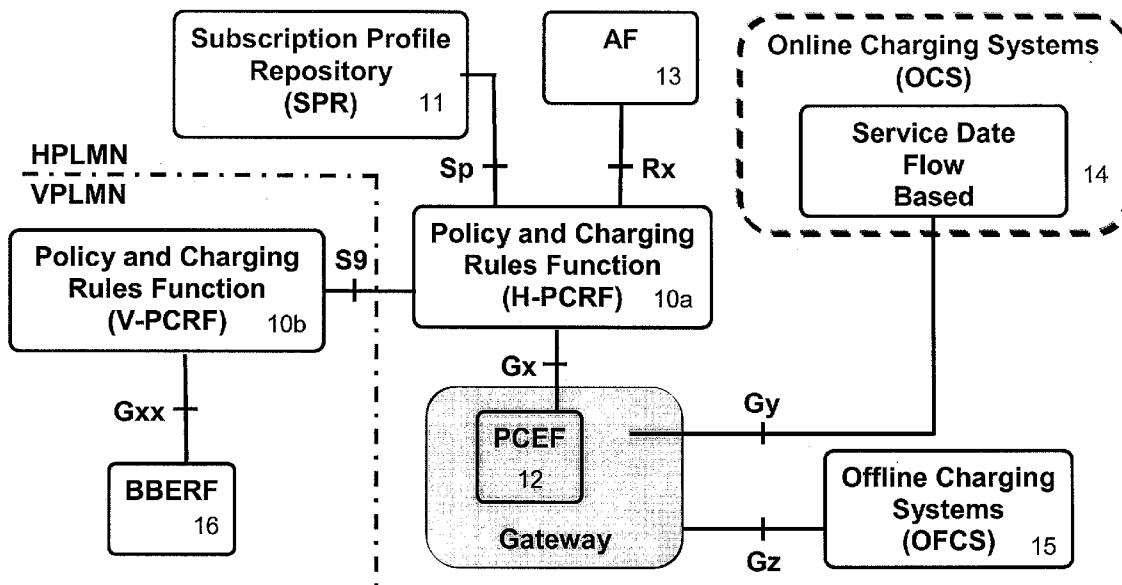 Subscription Profile
Repository
(SPR)
11
AF
13
Online Charging Systems
(OCS)
Service Date
Flow
Based
14
HPLMN
VPLMN
Sp
Rx
Policy and Charging
Rules Function
(V-PCRF)
10b
S9
Policy and Charging
Rules Function
(H-PCRF)
10a
Gx
Gxx
Gy
PCEF
12
Gateway
BBERF
16
Offline Charging
Systems
(OFCS)
15
Gz